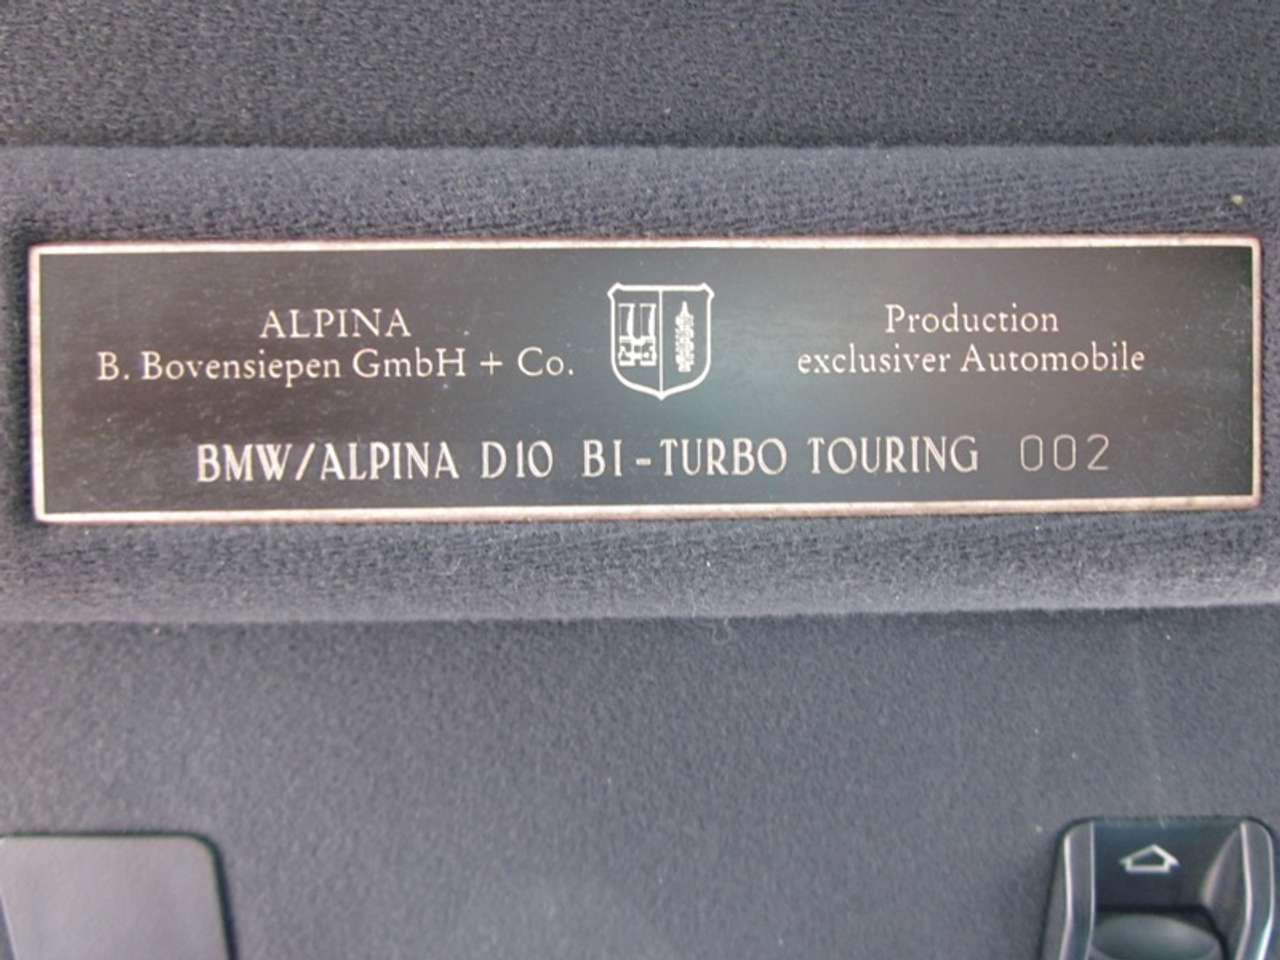 ALPINA
B. Bovensiepen GmbH + Co.
Production
exclusiver Automobile
BMW/ALPINA D10 BI-TURBO TOURING 002